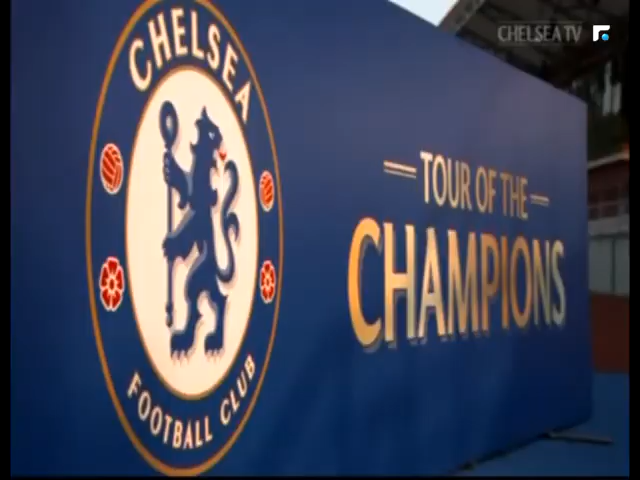 CHELSEA TV
CHELSEA
FOOTBALL CLUB
TOUR OF THE
CHAMPIONS